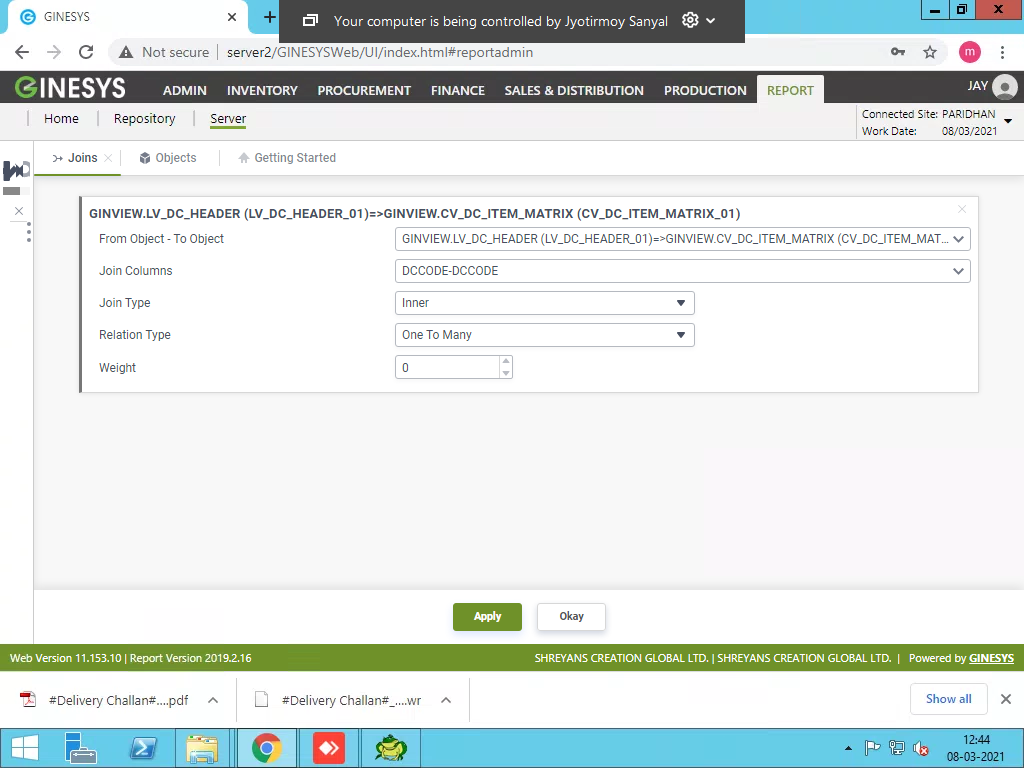 GINESYS
Your computer is being controlled by Jyotirmoy Sanyal
Not secure
server2/GINESYSWeb/UI/index.html#reportadmin
m
GINESYS
ADMIN INVENTORY PROCUREMENT FINANCE SALES & DISTRIBUTION PRODUCTION REPORT
JAY
Home Repository Server
Connected Site: PARIDHAN
Work Date: 08/03/2021
Joins Objects Getting Started
GINVIEW.LV_DC_HEADER (LV_DC_HEADER_01)=>GINVIEW.CV_DC_ITEM_MATRIX (CV_DC_ITEM_MATRIX_01)
From Object - To Object GINVIEW.LV_DC_HEADER (LV_DC_HEADER_01)=>GINVIEW.CV_DC_ITEM_MATRIX (CV_DC_ITEM_MAT...
Join Columns DCCODE-DCCODE
Join Type Inner
Relation Type One To Many
Weight 0
Apply Okay
Web Version 11.153.10 | Report Version 2019.2.16
SHREYANS CREATION GLOBAL LTD. | SHREYANS CREATION GLOBAL LTD. | Powered by GINESYS
#Delivery Challan#....pdf
#Delivery Challan#_....wr
Show all
12:44
08-03-2021